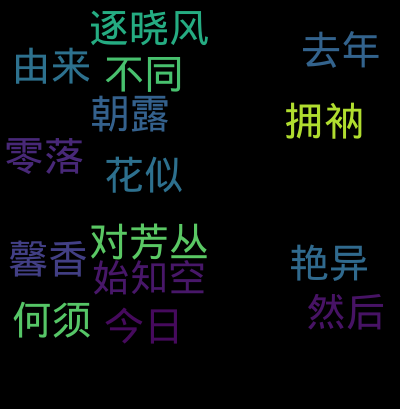 逐晓风
去年
由来
不同
朝露
拥衲
零落
花似
对芳丛
馨香
艳异
始知空
然后
何须
今日